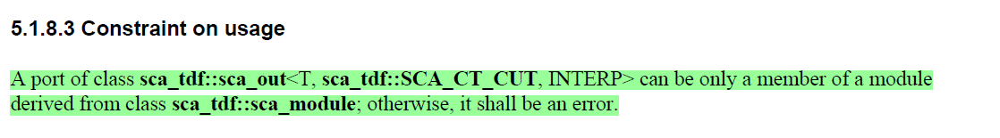 5.1.8.3 Constraint on usage
A port of class sca_tdf::sca_out<T, sca_tdf::SCA_CT_CUT, INTERP> can be only a member of a module
derived from class sca_tdf::sca_module; otherwise, it shall be an error.